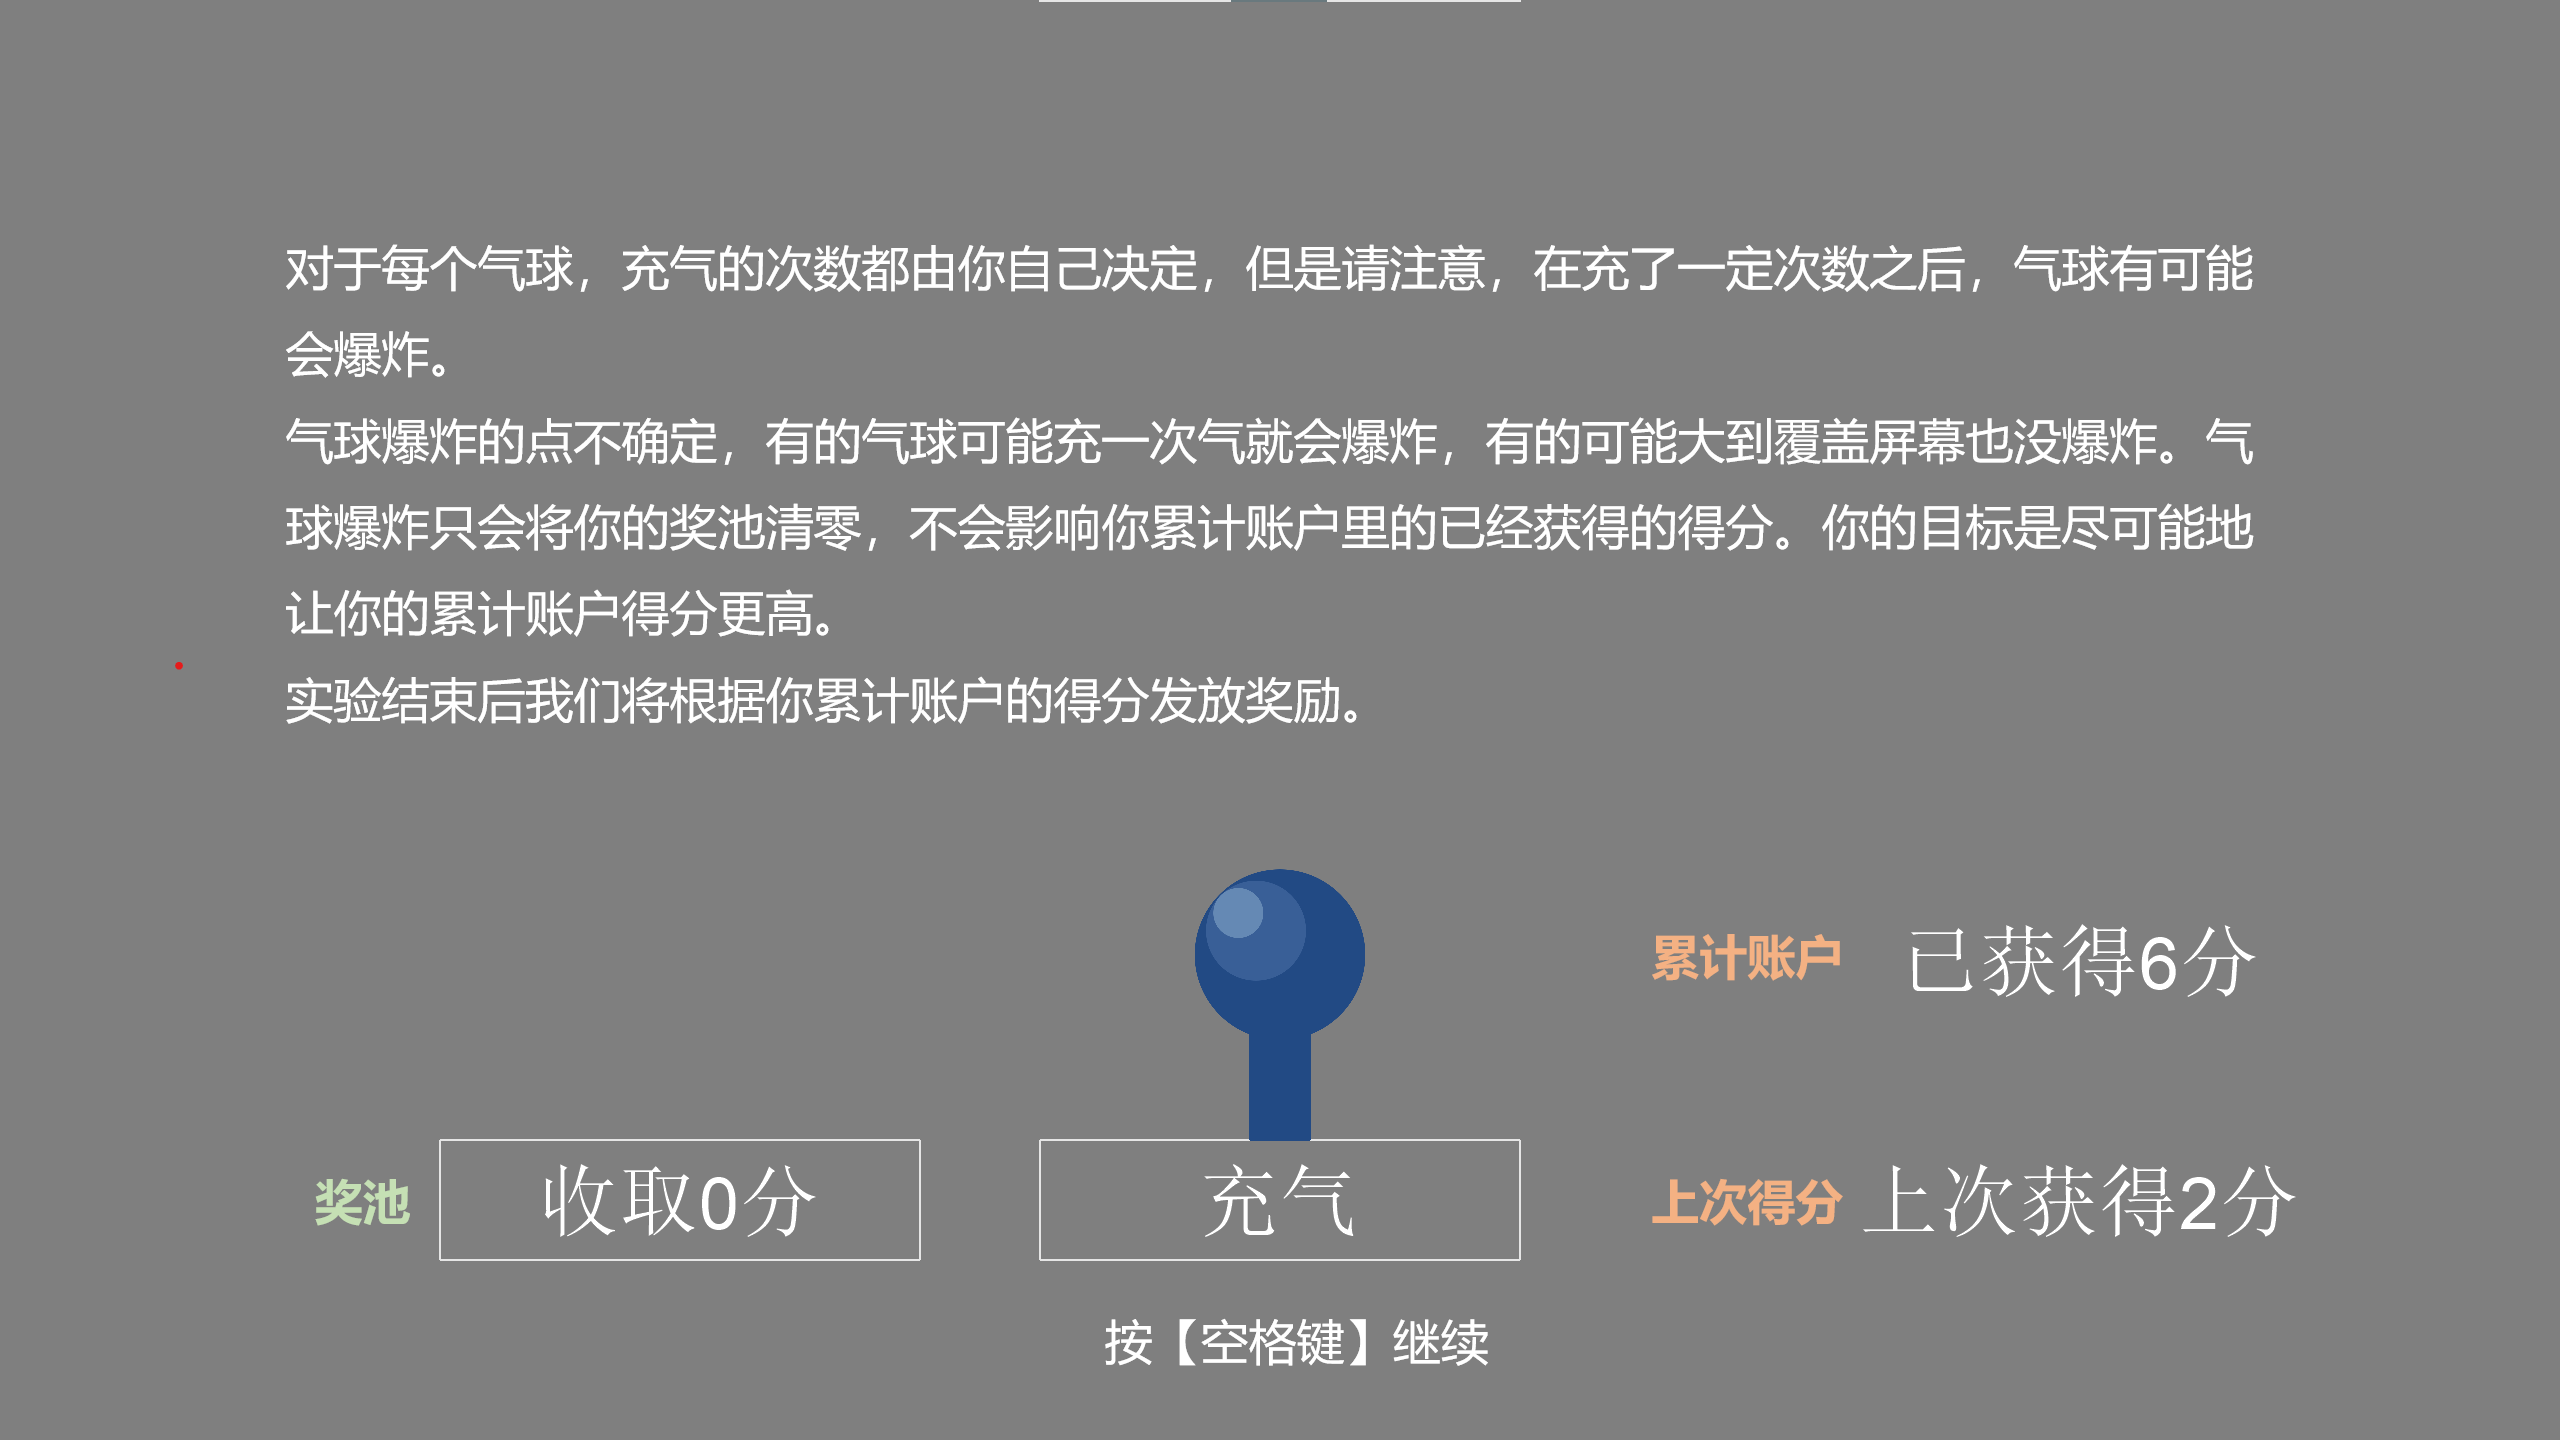 对于每个气球，充气的次数都由你自己决定，但是请注意，在充了一定次数之后，气球有可能
会爆炸。
气球爆炸的点不确定，有的气球可能充一次气就会爆炸，有的可能大到覆盖屏幕也没爆炸。气
球爆炸只会将你的奖池清零，不会影响你累计账户里的已经获得的得分。你的目标是尽可能地
让你的累计账户得分更高。
实验结束后我们将根据你累计账户的得分发放奖励。
累计账户 已获得6分
奖池 收取0分 充气 上次得分 上次获得2分
按【空格键】继续